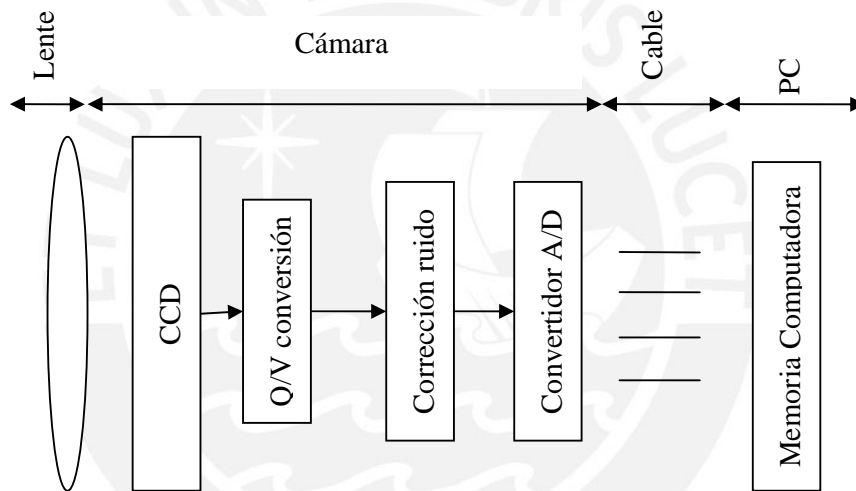 Lente
Cámara
Cable
PC
CCD
Q/V conversión
Corrección ruido
Convertidor A/D
Memoria Computadora